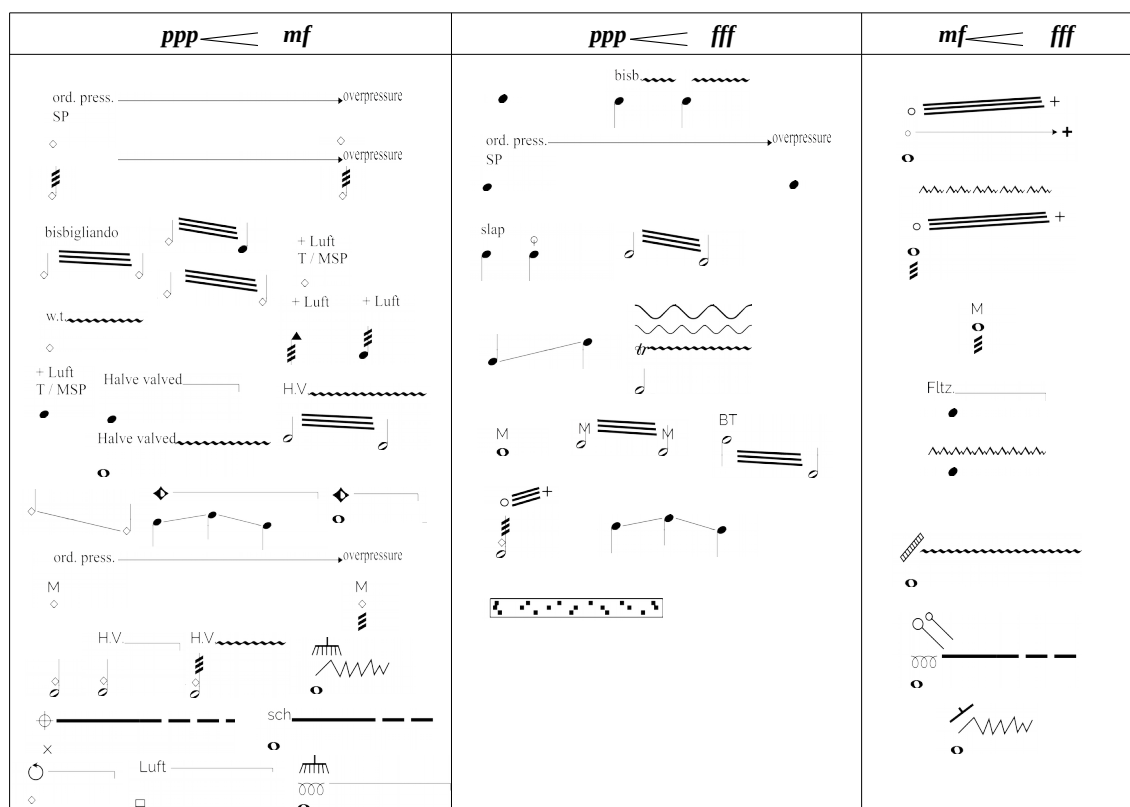 ppp mf
ppp fff
mf fff
ord. press. overpressure
SP
overpressure
bisbigliando
+ Luft
T / MSP
+ Luft + Luft
w.t.
+ Luft
T / MSP
Halve valved
H.V.
Halve valved
ord. press. overpressure
M M
H.V. H.V.
sch
Luft
bisb.
ord. press. overpressure
SP
slap
tr
M M M BT
+
+
+
+
M
Fltz.